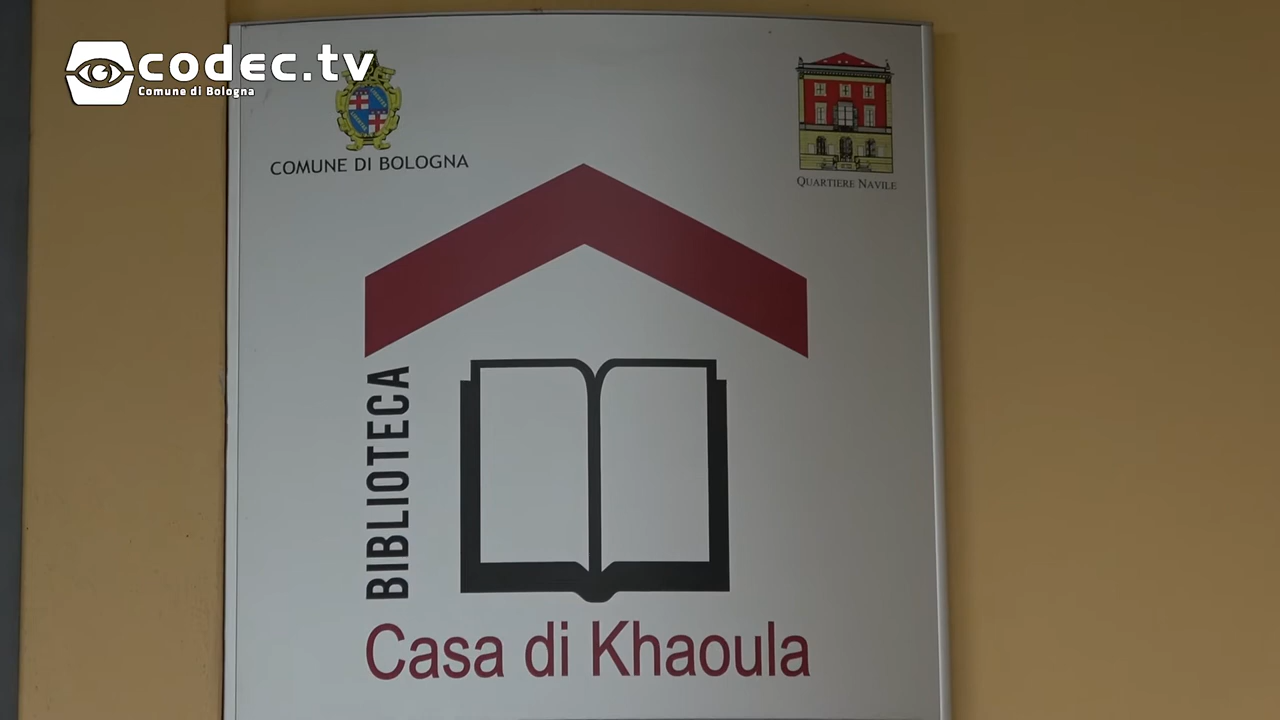 codec.tv
Comune di Bologna
COMUNE DI BOLOGNA
QUARTIERE NAVILE
BIBLIOTECA
Casa di Khaoula